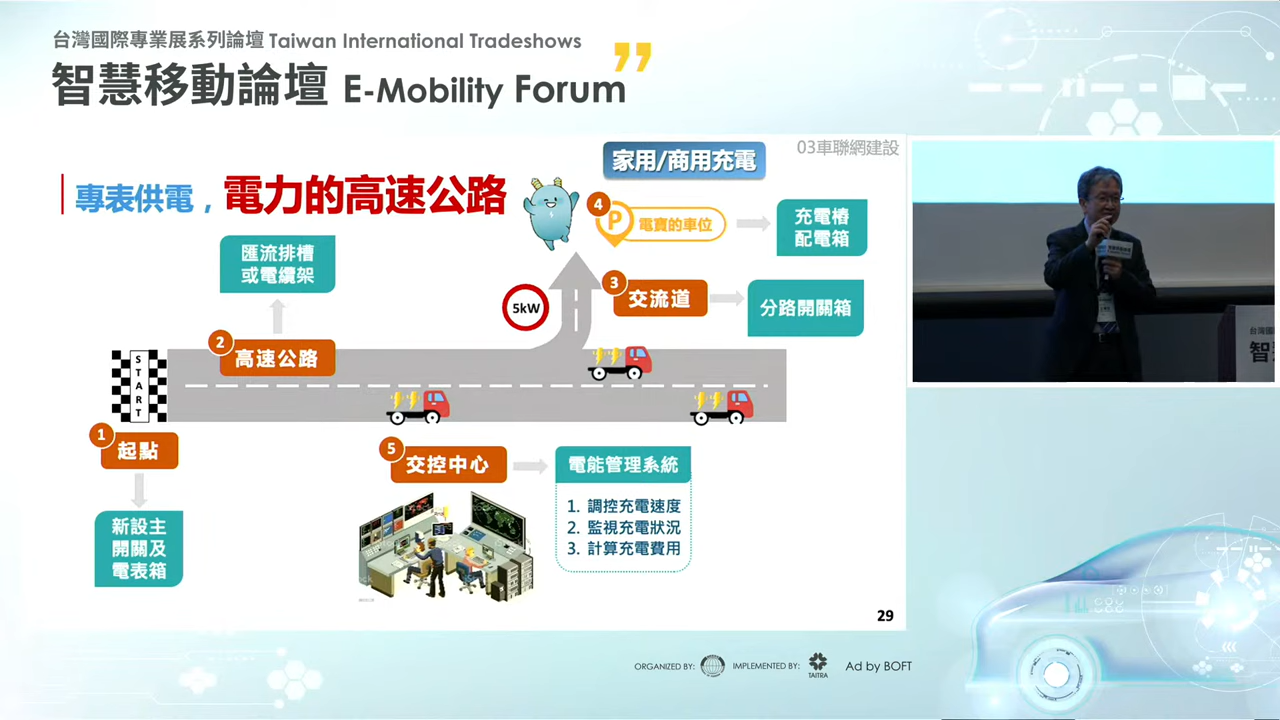 台灣國際專業展系列論壇 Taiwan International Tradeshows
智慧移動論壇 E-Mobility Forum
03車聯網建設
專表供電，電力的高速公路
家用/商用充電
4
P
電寶的車位
充電樁
配電箱
匯流排槽
或電纜架
3
交流道
分路開關箱
5kW
2
高速公路
START
1
起點
新設主
開關及
電表箱
5
交控中心
電能管理系統
1. 調控充電速度
2. 監視充電狀況
3. 計算充電費用
29
台灣國
智
ORGANIZED BY:
IMPLEMENTED BY:
TAITRA
Ad by BOFT